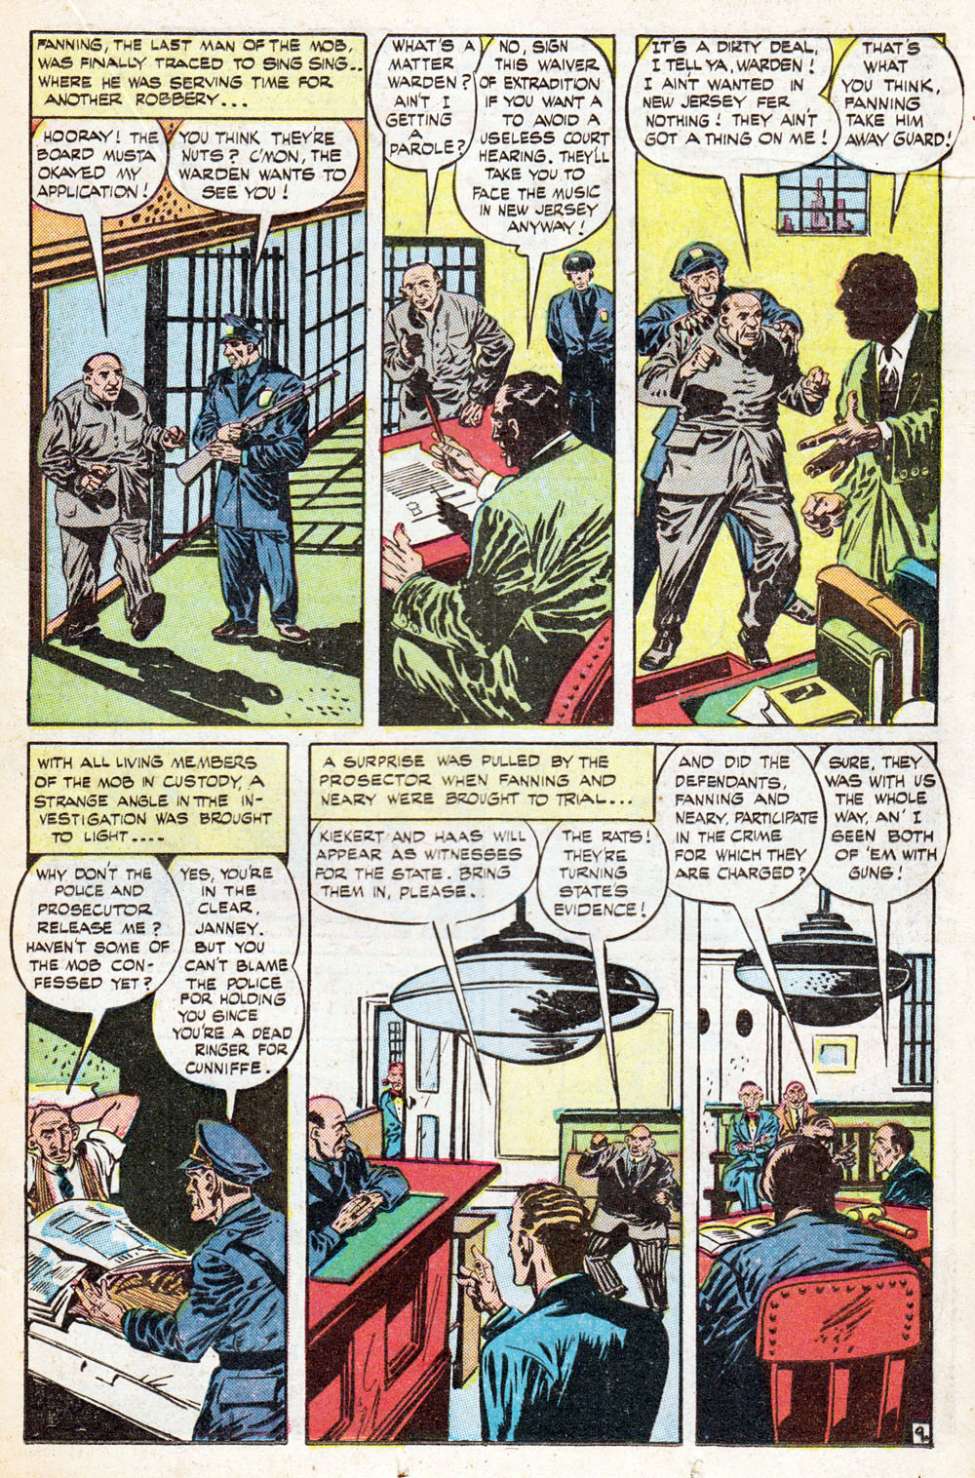 FANNING, THE LAST MAN OF THE MOB,
WAS FINALLY TRACED TO SING SING..
WHERE HE WAS SERVING TIME FOR
ANOTHER ROBBERY...
HOORAY! THE
BOARD MUSTA
OKAYED MY
APPLICATION!
YOU THINK THEY'RE
NUTS? C'MON, THE
WARDEN WANTS TO
SEE YOU!
WHAT'S A
MATTER
WARDEN?
AIN'T I
GETTING
A
PAROLE?
NO, SIGN
THIS WAIVER
OF EXTRADITION
IF YOU WANT A
TO AVOID A
USELESS COURT
HEARING. THEY'LL
TAKE YOU TO
FACE THE MUSIC
IN NEW JERSEY
ANYWAY!
IT'S A DIRTY DEAL,
I TELL YA, WARDEN!
I AIN'T WANTED IN
NEW JERSEY FER
NOTHING! THEY AIN'T
GOT A THING ON ME!
THAT'S
WHAT
YOU THINK,
FANNING
TAKE HIM
AWAY GUARD!
WITH ALL LIVING MEMBERS
OF THE MOB IN CUSTODY, A
STRANGE ANGLE IN TTHE IN-
VESTIGATION WAS BROUGHT
TO LIGHT....
WHY DON'T THE
POLICE AND
PROSECUTOR
RELEASE ME?
HAVEN'T SOME OF
THE MOB CON-
FESSED YET?
YES, YOU'RE
IN THE
CLEAR,
JANNEY.
BUT YOU
CAN'T BLAME
THE POLICE
FOR HOLDING
YOU SINCE
YOU'RE A DEAD
RINGER FOR
CUNNIFFE.
A SURPRISE WAS PULLED BY THE
PROSECTOR WHEN FANNING AND
NEARY WERE BROUGHT TO TRIAL...
KIEKERT AND HAAS WILL
APPEAR AS WITNESSES
FOR THE STATE. BRING
THEM IN, PLEASE..
THE RATS!
THEY'RE
TURNING
STATE'S
EVIDENCE!
AND DID THE
DEFENDANTS,
FANNING AND
NEARY, PARTICIPATE
IN THE CRIME
FOR WHICH THEY
ARE CHARGED?
SURE, THEY
WAS WITH US
THE WHOLE
WAY, AN' I
SEEN BOTH
OF 'EM WITH
GUNS!
9.